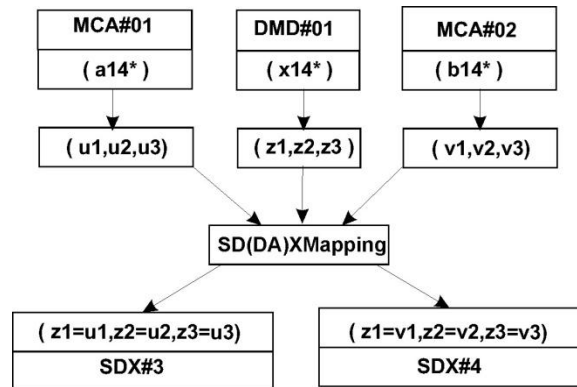 MCA#01 DMD#01 MCA#02
( a14* ) ( x14* ) ( b14* )
( u1,u2,u3) (z1,z2,z3 ) ( v1,v2,v3)
SD(DA)XMapping
( z1=u1,z2=u2,z3=u3) ( z1=v1,z2=v2,z3=v3)
SDX#3 SDX#4